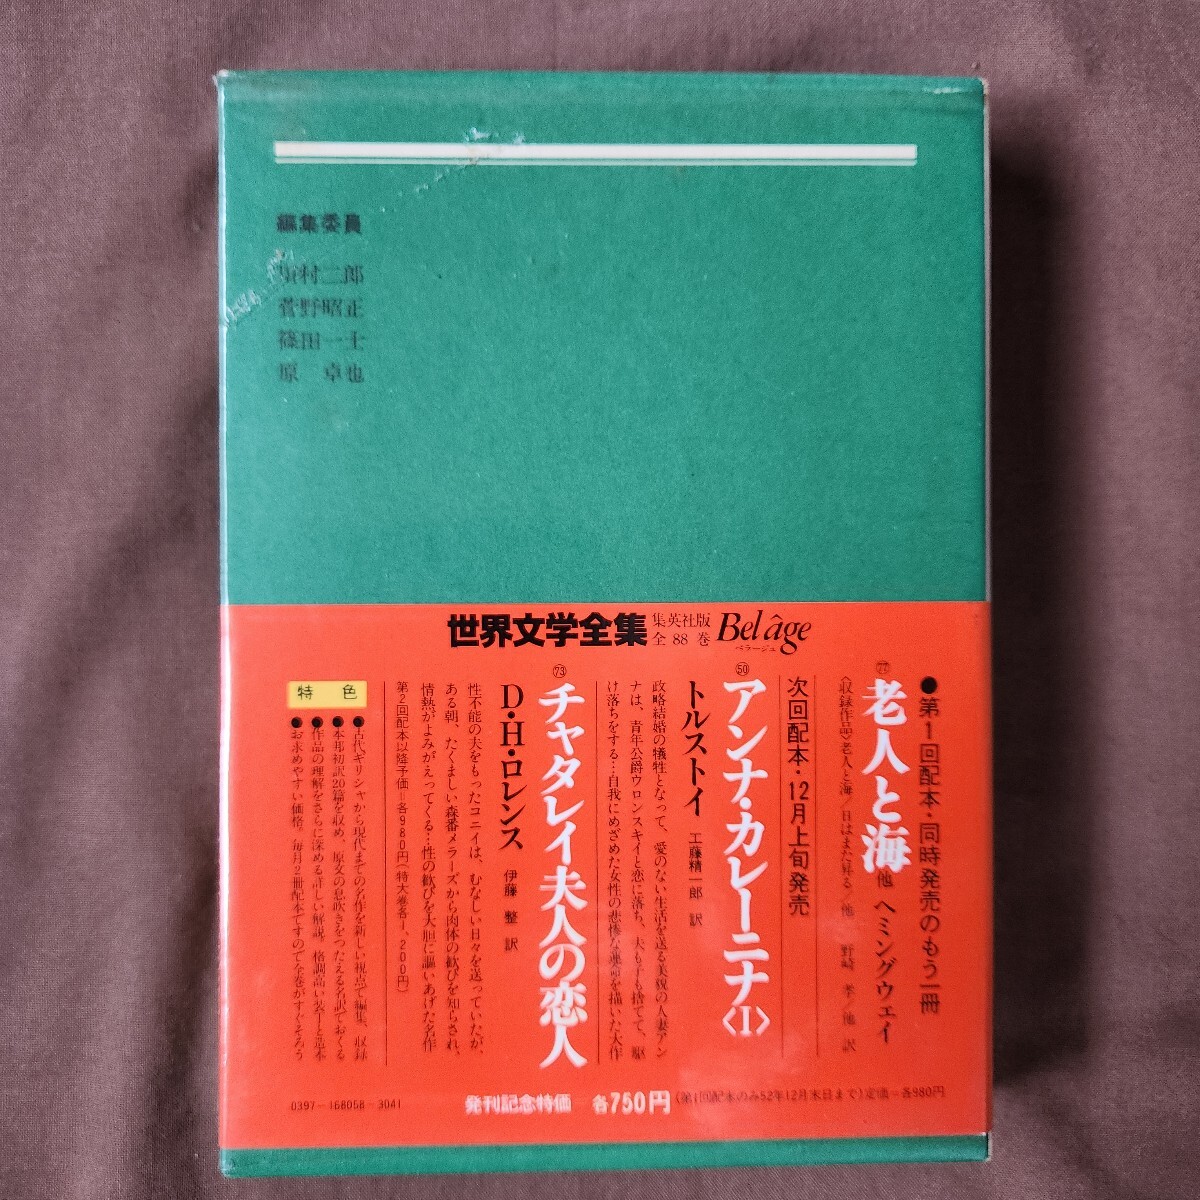 編集委員
川村二郎
菅野昭正
篠田一士
原 卓也
世界文学全集 集英社版 全88巻 Bel âge ベラージュ
●第1回配本・同時発売のもう一冊
㊆ 老人と海 他 ヘミングウェイ
〈収録作品〉老人と海/日はまた昇る/他 野崎 孝/他 訳
次回配本・12月上旬発売
㊿ アンナ・カレーニナ〈Ⅰ〉
トルストイ 工藤精一郎 訳
政略結婚の犠牲となって、愛のない生活を送る美貌の人妻アン
ナは、青年公爵ウロンスキイと恋に落ち、夫も子も捨てて、駆
け落ちをする…自我にめざめた女性の悲惨な運命を描いた大作
73 チャタレイ夫人の恋人
D・H・ロレンス 伊藤 整 訳
性不能の夫をもったコニイは、むなしい日々を送っていたが、
ある朝、たくましい森番メラーズから肉体の歓びを知らされ、
情熱がよみがえってくる…性の歓びを大胆に謳いあげた名作
第2回配本以降予価=各980円(特大巻各1、200円)
特色
●古代ギリシャから現代までの名作を新しい視点で編集、収録
●本邦初訳20篇を収め、原文の息吹きをつたえる名訳でおくる
●作品の理解をさらに深める詳しい解説。格調高い装丁と造本
●お求めやすい価格。毎月2冊配本ですので全巻がすぐそろう
0397-168058-3041
発刊記念特価 各750円 (第1回配本のみ52年12月末日まで)定価=各980円